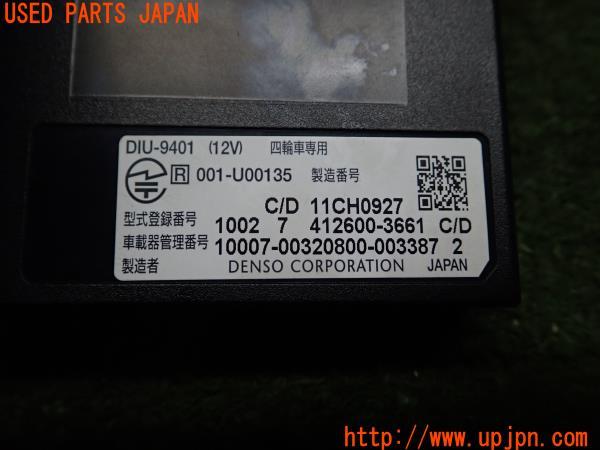 USED PARTS JAPAN
DIU-9401 (12V) 四輪車専用
R 001-U00135 製造番号
C/D 11CH0927
型式登録番号 1002 7 412600-3661 C/D
車載器管理番号 10007-00320800-003387 2
製造者 DENSO CORPORATION JAPAN
http://www.upjpn.com/